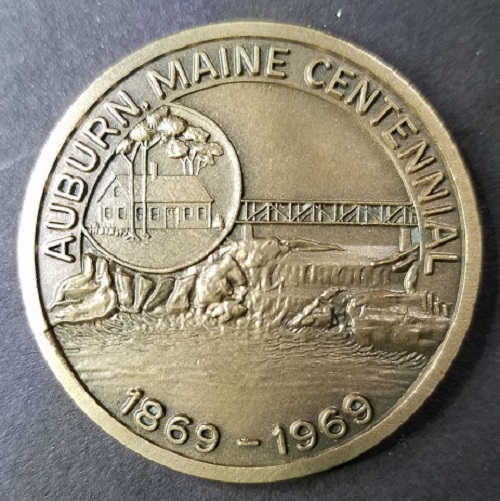 AUBURN, MAINE CENTENNIAL
1869 – 1969